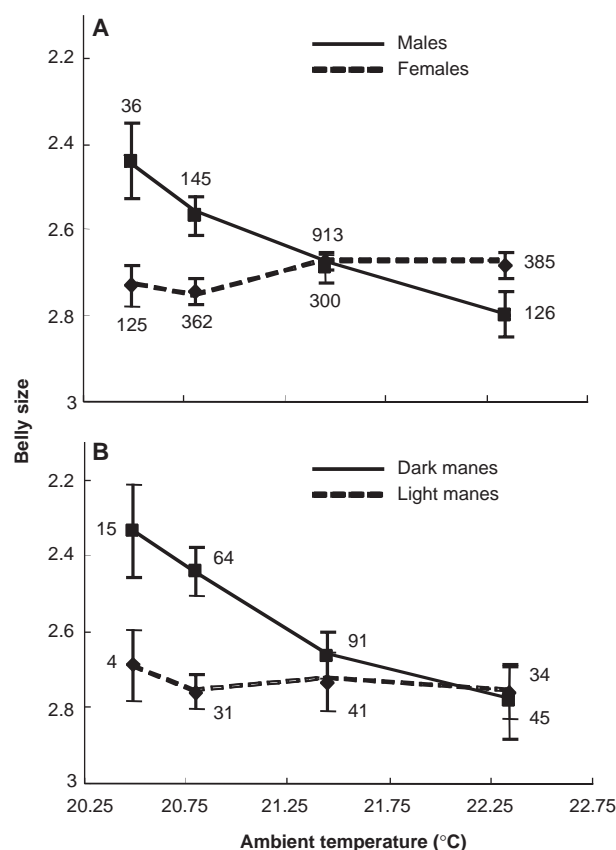 A
Males
Females
2.2
2.4
2.6
2.8
3
36
145
913
385
125
362
300
126
Belly size
B
Dark manes
Light manes
2.2
2.4
2.6
2.8
3
15
64
91
34
4
31
41
45
20.25 20.75 21.25 21.75 22.25 22.75
Ambient temperature (°C)